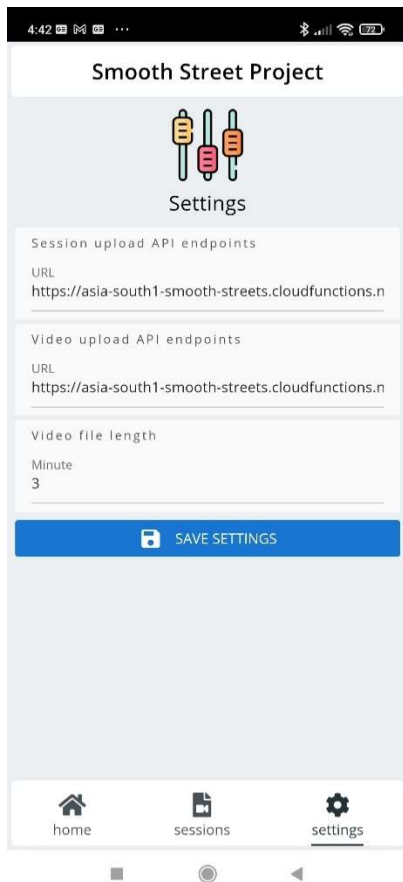 4:42
72
Smooth Street Project
Settings
Session upload API endpoints
URL
https://asia-south1-smooth-streets.cloudfunctions.n
Video upload API endpoints
URL
https://asia-south1-smooth-streets.cloudfunctions.n
Video file length
Minute
3
SAVE SETTINGS
home sessions settings